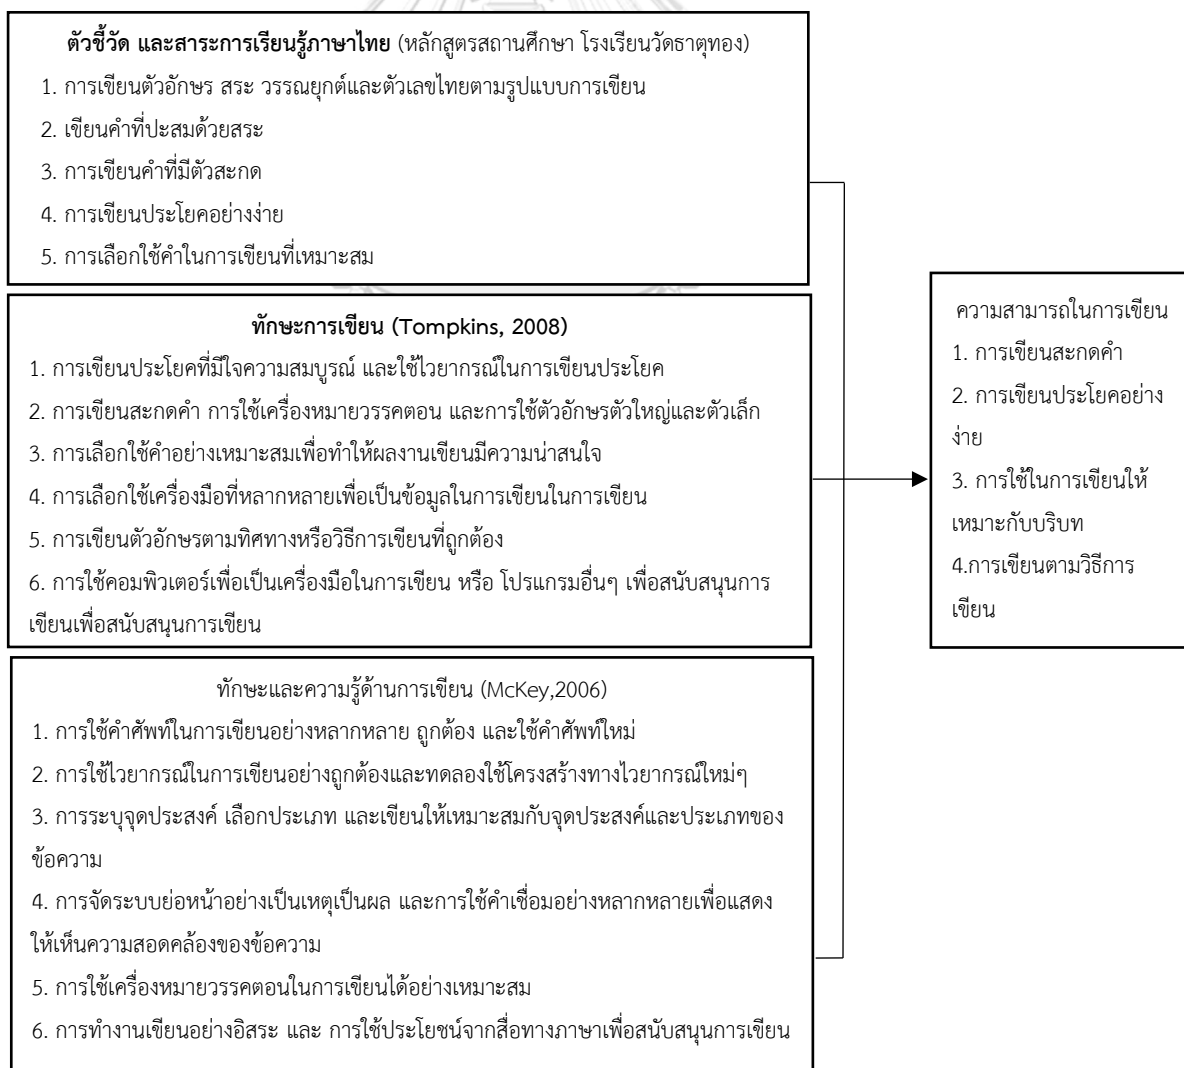 ตัวชี้วัด และสาระการเรียนรู้ภาษาไทย (หลักสูตรสถานศึกษา โรงเรียนวัดธาตุทอง)
1. การเขียนตัวอักษร สระ วรรณยุกต์และตัวเลขไทยตามรูปแบบการเขียน
2. เขียนคำที่ปะสมด้วยสระ
3. การเขียนคำที่มีตัวสะกด
4. การเขียนประโยคอย่างง่าย
5. การเลือกใช้คำในการเขียนที่เหมาะสม
ทักษะการเขียน (Tompkins, 2008)
1. การเขียนประโยคที่มีใจความสมบูรณ์ และใช้ไวยากรณ์ในการเขียนประโยค
2. การเขียนสะกดคำ การใช้เครื่องหมายวรรคตอน และการใช้ตัวอักษรตัวใหญ่และตัวเล็ก
3. การเลือกใช้คำอย่างเหมาะสมเพื่อทำให้ผลงานเขียนมีความน่าสนใจ
4. การเลือกใช้เครื่องมือที่หลากหลายเพื่อเป็นข้อมูลในการเขียนในการเขียน
5. การเขียนตัวอักษรตามทิศทางหรือวิธีการเขียนที่ถูกต้อง
6. การใช้คอมพิวเตอร์เพื่อเป็นเครื่องมือในการเขียน หรือ โปรแกรมอื่นๆ เพื่อสนับสนุนการ
เขียนเพื่อสนับสนุนการเขียน
ทักษะและความรู้ด้านการเขียน (McKey,2006)
1. การใช้คำศัพท์ในการเขียนอย่างหลากหลาย ถูกต้อง และใช้คำศัพท์ใหม่
2. การใช้ไวยากรณ์ในการเขียนอย่างถูกต้องและทดลองใช้โครงสร้างทางไวยากรณ์ใหม่ๆ
3. การระบุจุดประสงค์ เลือกประเภท และเขียนให้เหมาะสมกับจุดประสงค์และประเภทของ
ข้อความ
4. การจัดระบบย่อหน้าอย่างเป็นเหตุเป็นผล และการใช้คำเชื่อมอย่างหลากหลายเพื่อแสดง
ให้เห็นความสอดคล้องของข้อความ
5. การใช้เครื่องหมายวรรคตอนในการเขียนได้อย่างเหมาะสม
6. การทำงานเขียนอย่างอิสระ และ การใช้ประโยชน์จากสื่อทางภาษาเพื่อสนับสนุนการเขียน
ความสามารถในการเขียน
1. การเขียนสะกดคำ
2. การเขียนประโยคอย่าง
ง่าย
3. การใช้ในการเขียนให้
เหมาะกับบริบท
4.การเขียนตามวิธีการ
เขียน